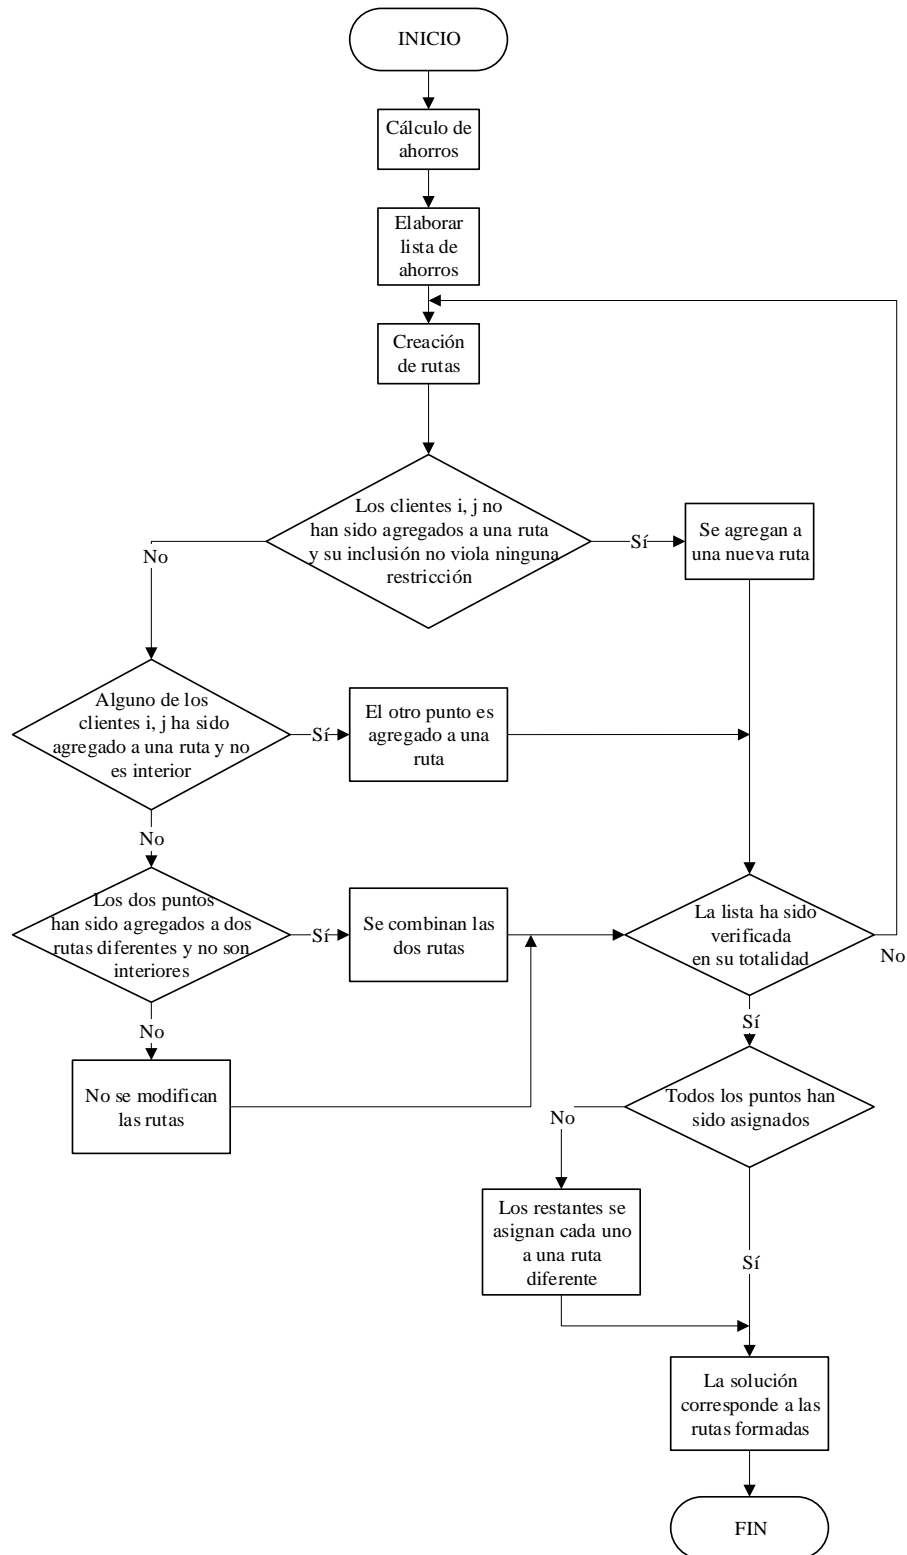 INICIO
Cálculo de
ahorros
Elaborar
lista de
ahorros
Creación
de rutas
Los clientes i, j no
han sido agregados a una ruta
y su inclusión no viola ninguna
restricción
Sí
Se agregan a
una nueva ruta
No
Alguno de los
clientes i, j ha sido
agregado a una ruta y no
es interior
Sí
El otro punto es
agregado a una
ruta
No
Los dos puntos
han sido agregados a dos
rutas diferentes y no son
interiores
Sí
Se combinan las
dos rutas
La lista ha sido
verificada
en su totalidad
No
No
Sí
No se modifican
las rutas
Todos los puntos han
sido asignados
No
Los restantes se
asignan cada uno
a una ruta
diferente
Sí
La solución
corresponde a las
rutas formadas
FIN